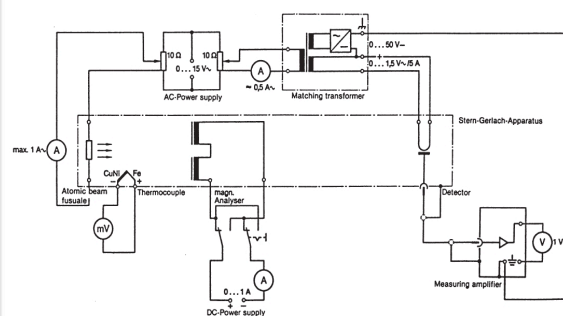 10 Ω
10 Ω
0...15 V~
AC-Power supply
A
~ 0,5 A~
~
−
0...50 V−
+
0...1,5 V~/5 A
Matching transformer
Stern-Gerlach-Apparatus
max. 1 A~
A
CuNi
Fe
−
+
Atomic beam
fusuale
Thermocouple
mV
magn.
Analyser
Detector
A
0...1 A
+ −
DC-Power supply
V
1 V
Measuring amplifier